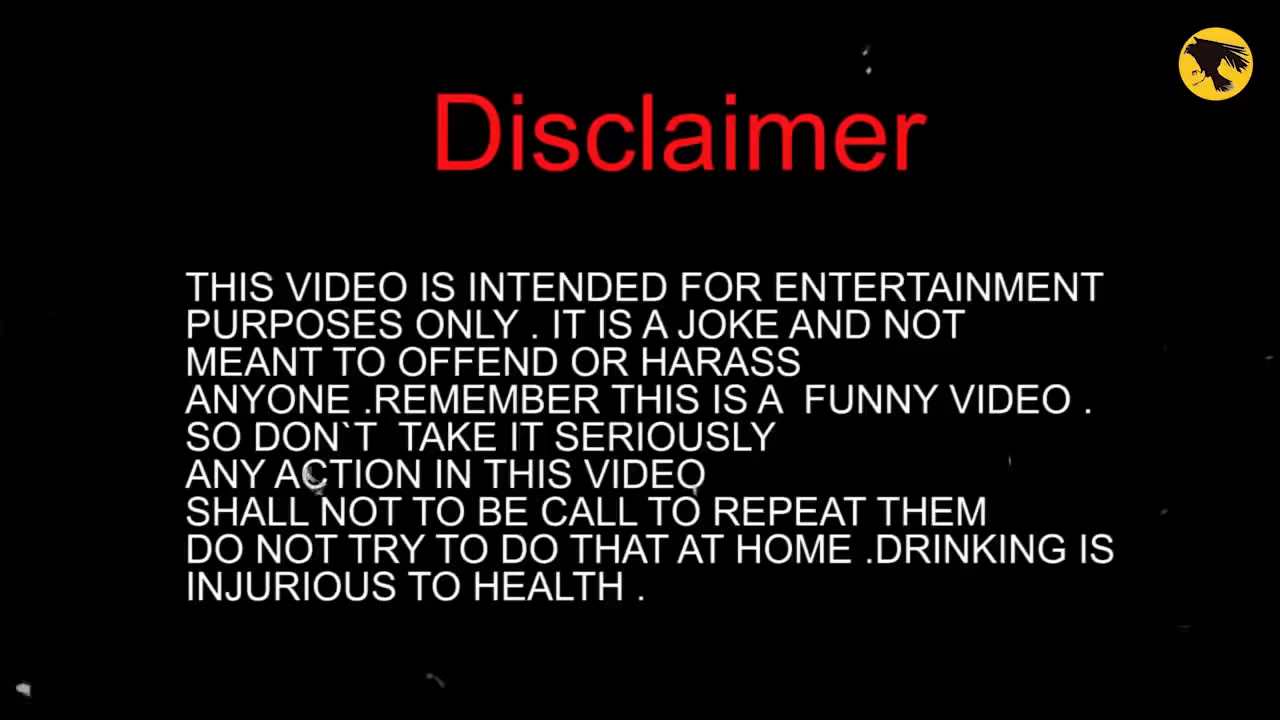 Disclaimer
THIS VIDEO IS INTENDED FOR ENTERTAINMENT
PURPOSES ONLY . IT IS A JOKE AND NOT
MEANT TO OFFEND OR HARASS
ANYONE .REMEMBER THIS IS A  FUNNY VIDEO .
SO DON`T  TAKE IT SERIOUSLY
ANY ACTION IN THIS VIDEO
SHALL NOT TO BE CALL TO REPEAT THEM
DO NOT TRY TO DO THAT AT HOME .DRINKING IS
INJURIOUS TO HEALTH .